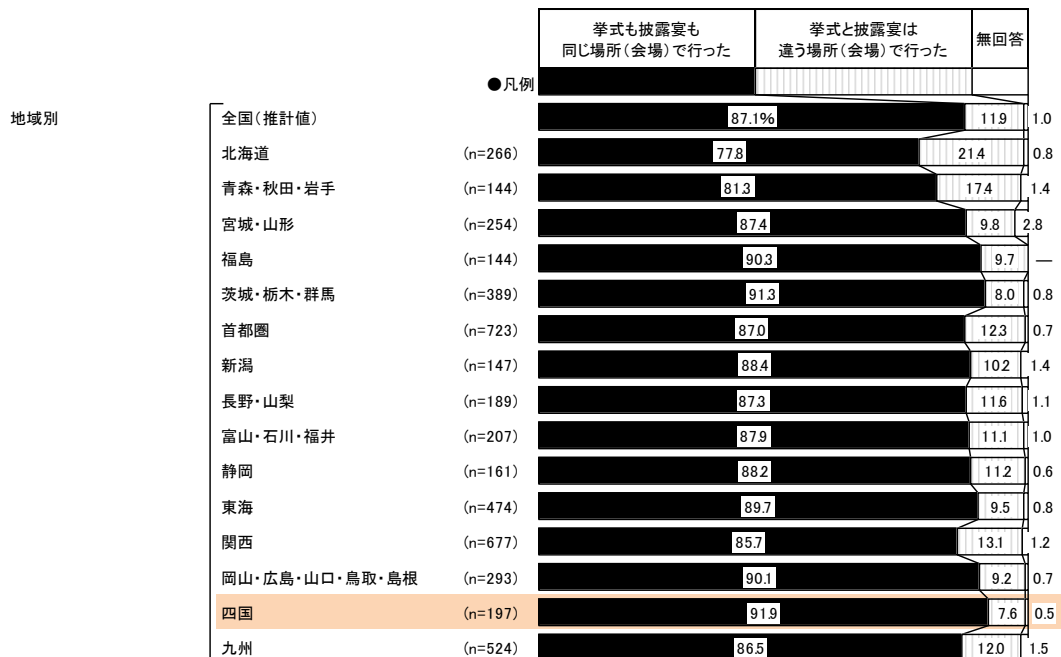 挙式も披露宴も
同じ場所(会場)で行った
挙式と披露宴は
違う場所(会場)で行った
無回答
●凡例
地域別
全国(推計値) 87.1% 11.9 1.0
北海道 (n=266) 77.8 21.4 0.8
青森・秋田・岩手 (n=144) 81.3 17.4 1.4
宮城・山形 (n=254) 87.4 9.8 2.8
福島 (n=144) 90.3 9.7 ―
茨城・栃木・群馬 (n=389) 91.3 8.0 0.8
首都圏 (n=723) 87.0 12.3 0.7
新潟 (n=147) 88.4 10.2 1.4
長野・山梨 (n=189) 87.3 11.6 1.1
富山・石川・福井 (n=207) 87.9 11.1 1.0
静岡 (n=161) 88.2 11.2 0.6
東海 (n=474) 89.7 9.5 0.8
関西 (n=677) 85.7 13.1 1.2
岡山・広島・山口・鳥取・島根 (n=293) 90.1 9.2 0.7
四国 (n=197) 91.9 7.6 0.5
九州 (n=524) 86.5 12.0 1.5